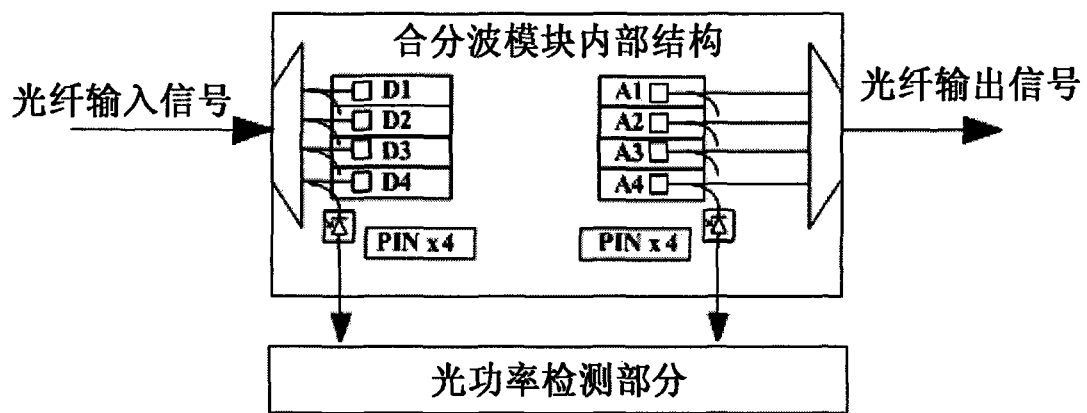 合分波模块内部结构
光纤输入信号
光纤输出信号
D1
D2
D3
D4
A1
A2
A3
A4
PIN x4
PIN x4
光功率检测部分